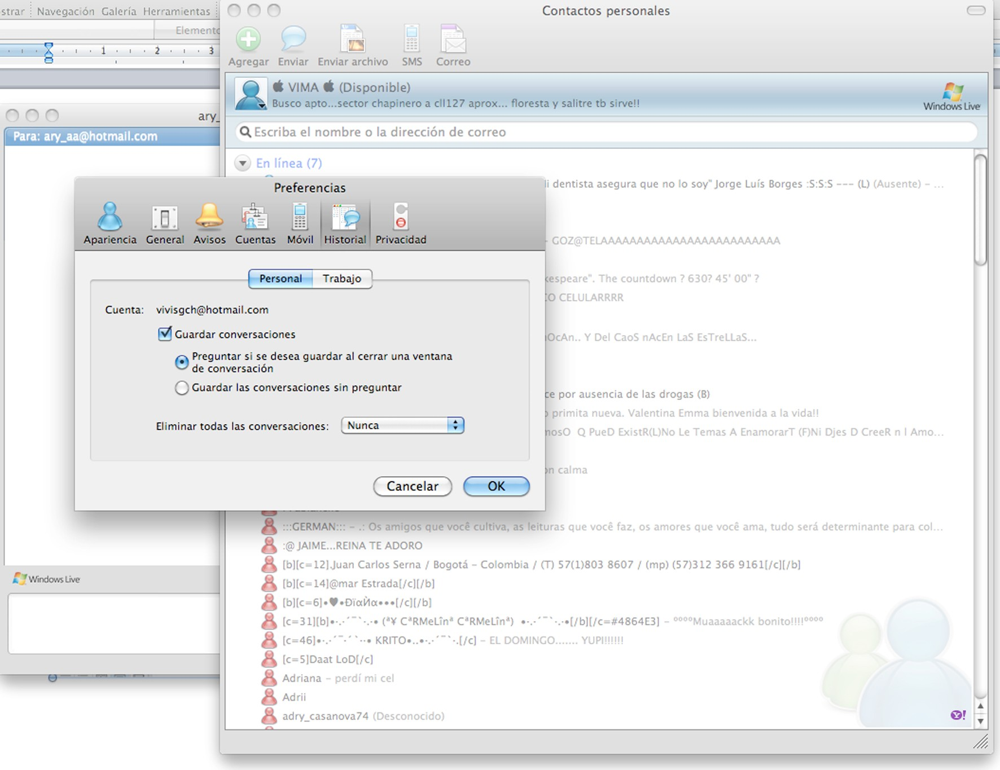 strar Navegación Galería Herramientas
Elemento
1 2 3
ary_
Para: ary_aa@hotmail.com
Windows Live
Contactos personales
Agregar Enviar Enviar archivo SMS Correo
VIMA (Disponible)
Busco apto...sector chapinero a cll127 aprox... floresta y salitre tb sirve!!
Windows Live
Escriba el nombre o la dirección de correo
En línea (7)
Preferencias
Apariencia General Avisos Cuentas Móvil Historial Privacidad
Personal Trabajo
Cuenta: vivisgch@hotmail.com
Guardar conversaciones
Preguntar si se desea guardar al cerrar una ventana
de conversación
Guardar las conversaciones sin preguntar
Eliminar todas las conversaciones: Nunca
Cancelar OK
dentista asegura que no lo soy" Jorge Luís Borges :S:S:S --- (L) (Ausente) – ...
– GOZ@TELAAAAAAAAAAAAAAAAAAAAAAAAA
kespeare". The countdown ? 630? 45' 00" ?
CO CELULARRRR
OcAn.. Y Del CaoS nAcEn LaS EsTreLLaS...
ce por ausencia de las drogas (B)
primita nueva. Valentina Emma bienvenida a la vida!!
mosO Q PueD ExistR(L)No Le Temas A EnamorarT (F)Ni Djes D CreeR n l Amo...
on calma
:::GERMAN::: – .: Os amigos que você cultiva, as leituras que você faz, os amores que você ama, tudo será determinante para col...
:@ JAIME...REINA TE ADORO
[b][c=12].Juan Carlos Serna / Bogotá – Colombia / (T) 57(1)803 8607 / (mp) (57)312 366 9161[/c][/b]
[b][c=14]@mar Estrada[/c][/b]
[b][c=6]•♥•ÐïαЍα•••[/c][/b]
[c=31][b]•·.·´¯`·.·• (ª¥ CªRMeLînª CªRMeLînª) •·.·´¯`·.·•[/b][/c=#4864E3] – ººººMuaaaaackk bonito!!!!ºººº
[c=46]•·.·´¯·´`··• KRITO•..•·.·´¯`·.[/c] – EL DOMINGO....... YUPI!!!!!!
[c=5]Daat LoD[/c]
Adriana – perdí mi cel
Adrii
adry_casanova74 (Desconocido)
Y!